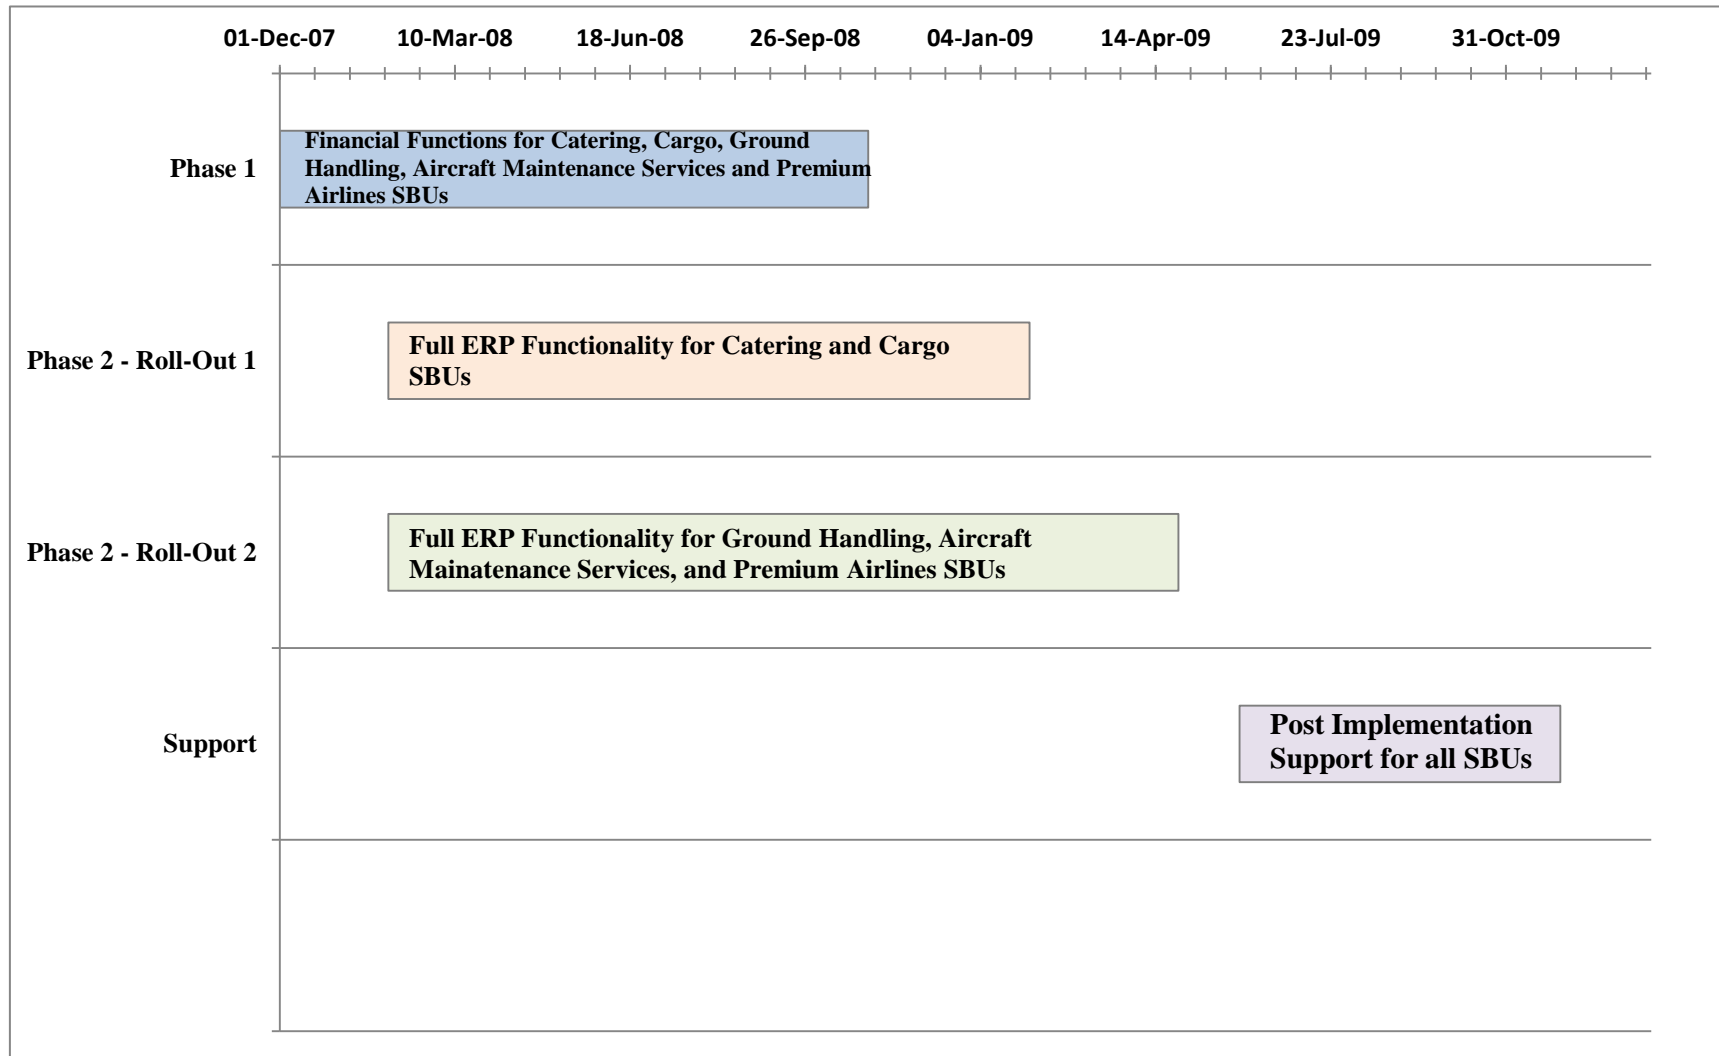 01-Dec-07 10-Mar-08 18-Jun-08 26-Sep-08 04-Jan-09 14-Apr-09 23-Jul-09 31-Oct-09
Phase 1
Financial Functions for Catering, Cargo, Ground
Handling, Aircraft Maintenance Services and Premium
Airlines SBUs
Phase 2 - Roll-Out 1
Full ERP Functionality for Catering and Cargo
SBUs
Phase 2 - Roll-Out 2
Full ERP Functionality for Ground Handling, Aircraft
Mainatenance Services, and Premium Airlines SBUs
Support
Post Implementation
Support for all SBUs